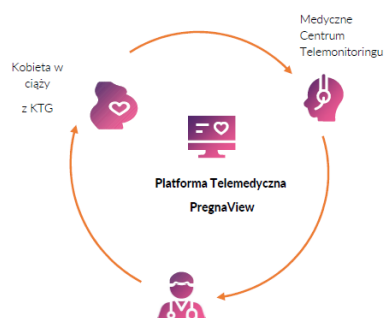 Medyczne
Centrum
Telemonitoringu
Kobieta w
ciąży
z KTG
Platforma Telemedyczna
PregnaView